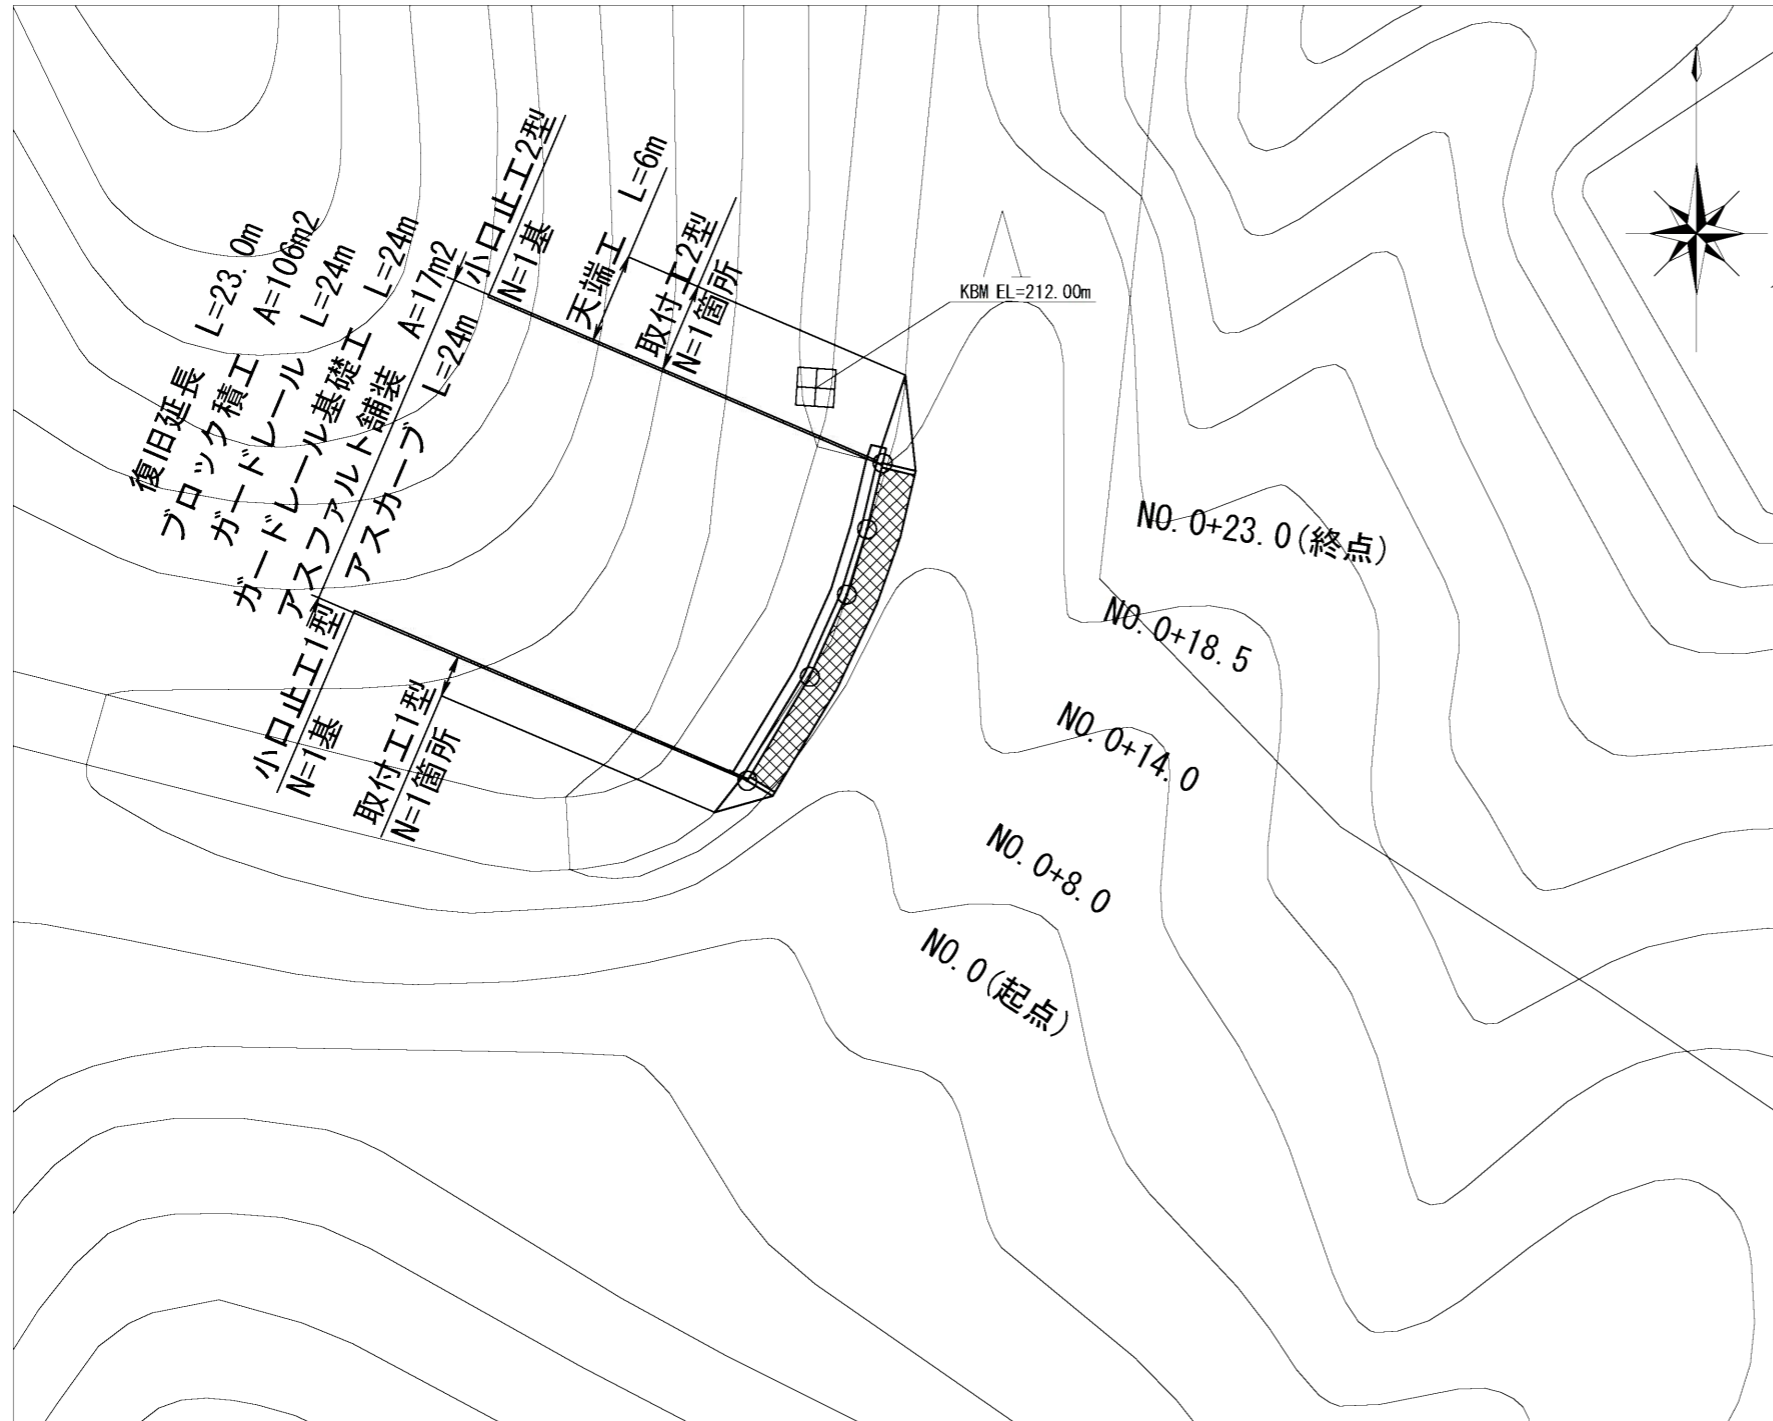 復旧延長 L=23.0m
ブロック積工 A=106m2
ガードレール L=24m
ガードレール基礎工 L=24m
アスファルト舗装 A=17m2
アスカーブ L=24m
小口止工2型
N=1基
天端工 L=6m
取付工2型
N=1箇所
KBM EL=212.00m
小口止工1型
N=1基
取付工1型
N=1箇所
NO.0+23.0(終点)
NO.0+18.5
NO.0+14.0
NO.0+8.0
NO.0(起点)